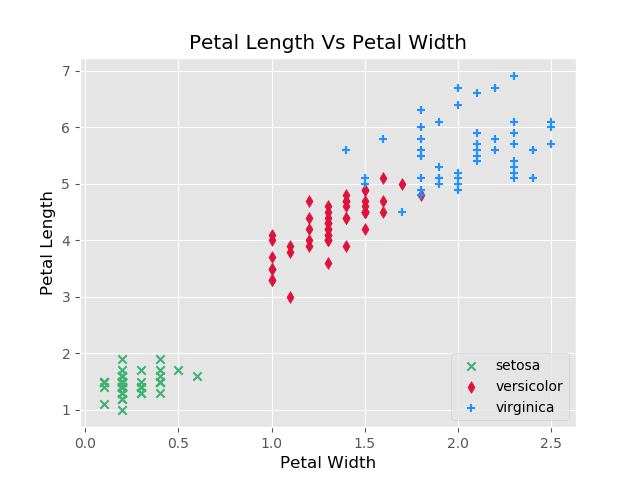 Petal Length Vs Petal Width
7
6
5
4
3
2
1
Petal Length
setosa
versicolor
virginica
0.0 0.5 1.0 1.5 2.0 2.5
Petal Width